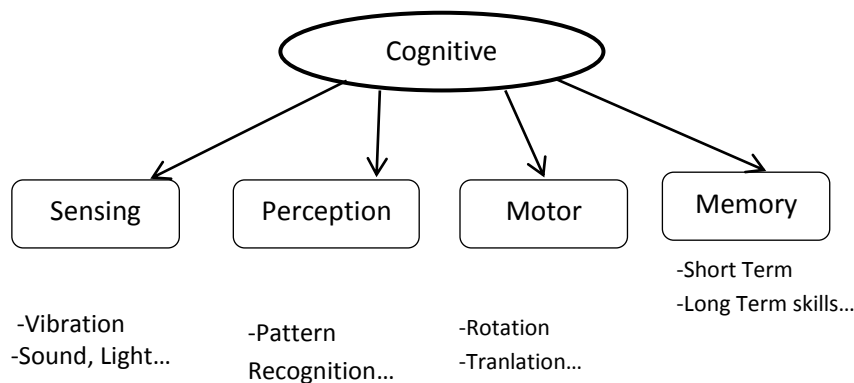 Cognitive
Sensing
Perception
Motor
Memory
-Vibration
-Sound, Light...
-Pattern
Recognition...
-Rotation
-Tranlation...
-Short Term
-Long Term skills...